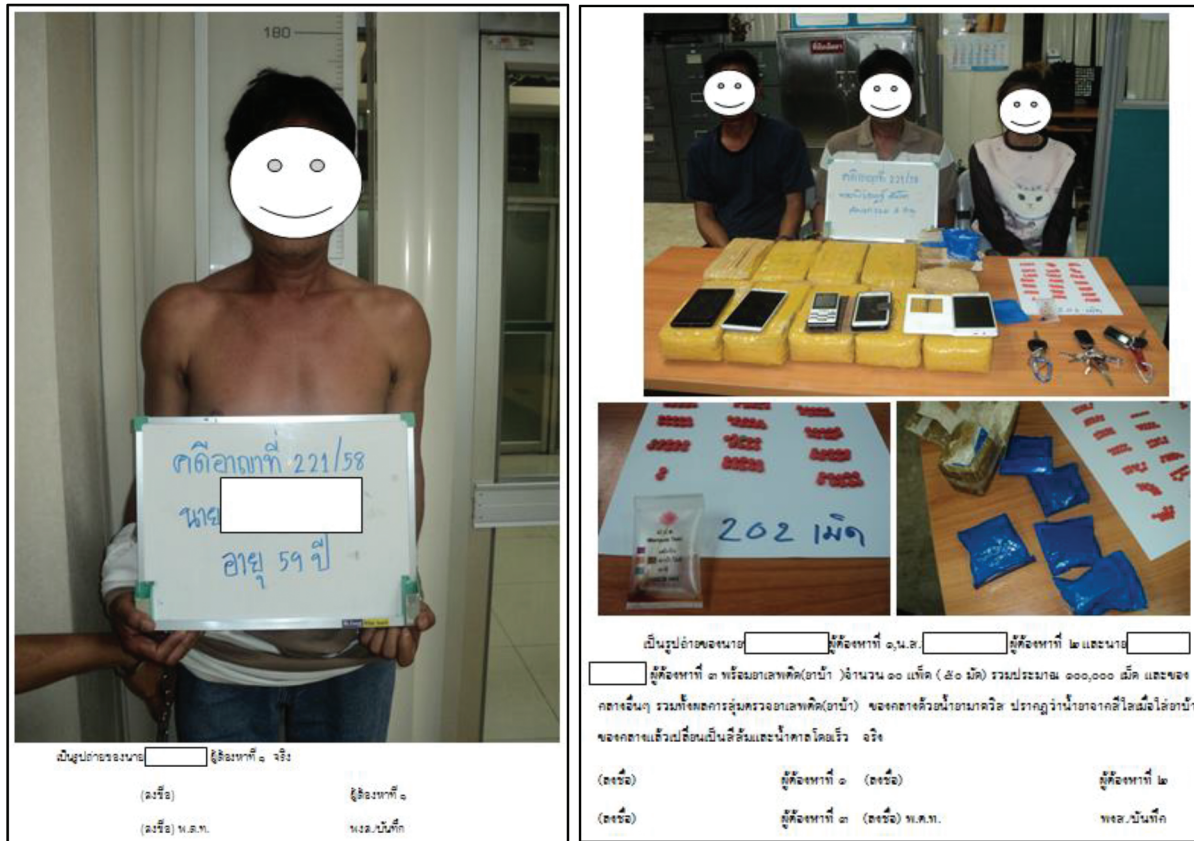 180
คดีอาญาที่ 221/58
นาย
อายุ 59 ปี
เป็นรูปถ่ายของนาย ผู้ต้องหาที่ ๑ จริง
(ลงชื่อ) ผู้ต้องหาที่ ๑
(ลงชื่อ) พ.ต.ท. พงส./บันทึก
คดีอาญาที่ 221/58
202 เม็ด
202 เม็ด
เป็นรูปถ่ายของนาย ผู้ต้องหาที่ ๑,น.ส. ผู้ต้องหาที่ ๒ และนาย
ผู้ต้องหาที่ ๓ พร้อมยาเสพติด(ยาบ้า )จำนวน ๑๐ แพ็ค ( ๕๐ มัด) รวมประมาณ ๑๐๐,๐๐๐ เม็ด และของ
กลางอื่นๆ รวมทั้งผลการสุ่มตรวจยาเสพติด(ยาบ้า) ของกลางด้วยน้ำยามาควิส ปรากฏว่าน้ำยาจากสีใสเมื่อใส่ยาบ้า
ของกลางแล้วเปลี่ยนเป็นสีส้มและน้ำตาลโดยเร็ว จริง
(ลงชื่อ) ผู้ต้องหาที่ ๑ (ลงชื่อ) ผู้ต้องหาที่ ๒
(ลงชื่อ) ผู้ต้องหาที่ ๓ (ลงชื่อ) พ.ต.ท. พงส./บันทึก